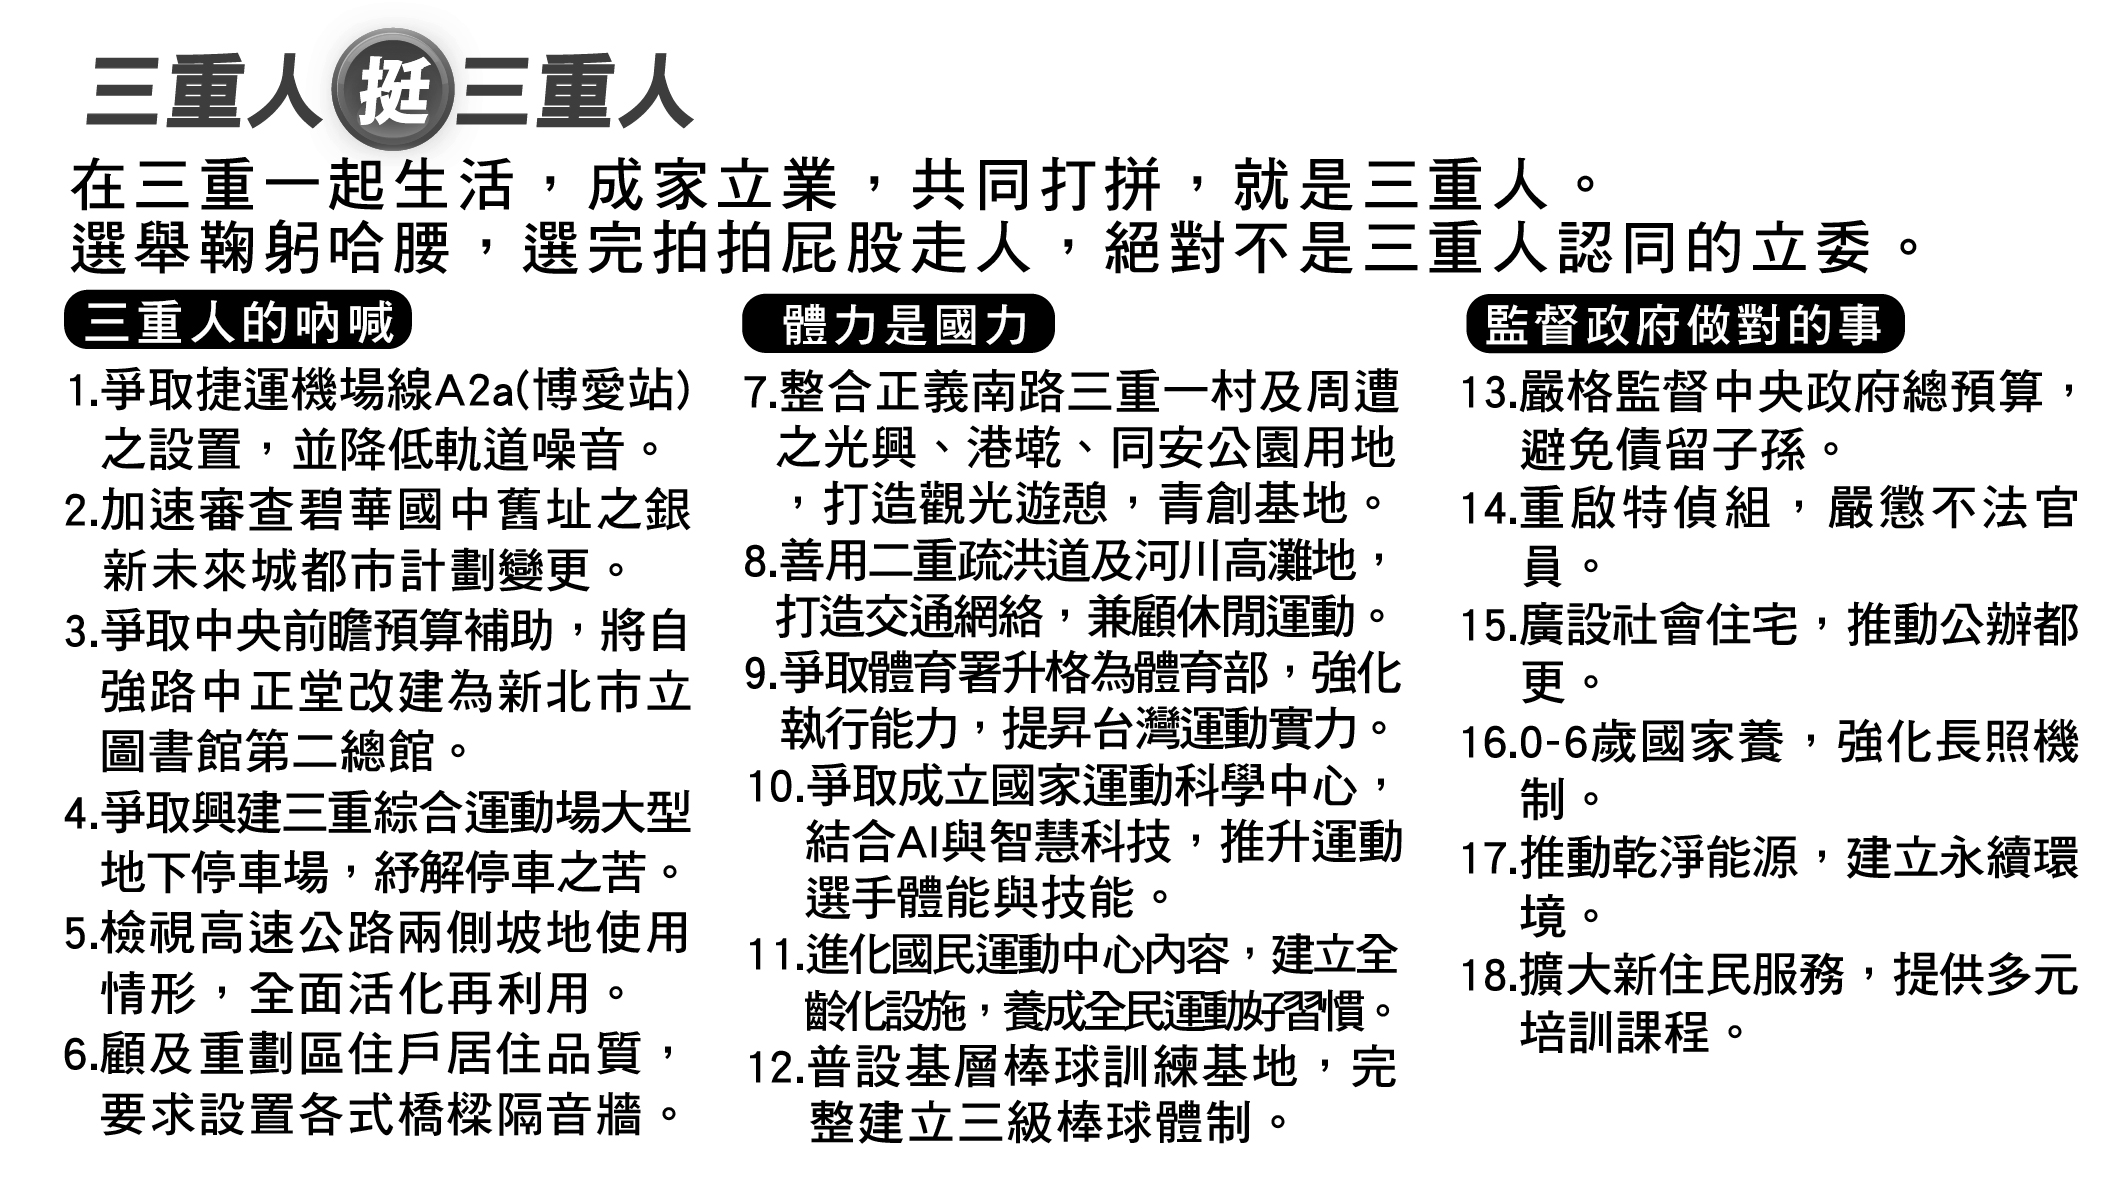 三重人挺三重人
在三重一起生活，成家立業，共同打拼，就是三重人。
選舉鞠躬哈腰，選完拍拍屁股走人，絕對不是三重人認同的立委。
三重人的吶喊
1.爭取捷運機場線A2a(博愛站)
之設置，並降低軌道噪音。
2.加速審查碧華國中舊址之銀
新未來城都市計劃變更。
3.爭取中央前瞻預算補助，將自
強路中正堂改建為新北市立
圖書館第二總館。
4.爭取興建三重綜合運動場大型
地下停車場，紓解停車之苦。
5.檢視高速公路兩側坡地使用
情形，全面活化再利用。
6.顧及重劃區住戶居住品質，
要求設置各式橋樑隔音牆。
體力是國力
7.整合正義南路三重一村及周遭
之光興、港墘、同安公園用地
，打造觀光遊憩，青創基地。
8.善用二重疏洪道及河川高灘地，
打造交通網絡，兼顧休閒運動。
9.爭取體育署升格為體育部，強化
執行能力，提昇台灣運動實力。
10.爭取成立國家運動科學中心，
結合AI與智慧科技，推升運動
選手體能與技能。
11.進化國民運動中心內容，建立全
齡化設施，養成全民運動好習慣。
12.普設基層棒球訓練基地，完
整建立三級棒球體制。
監督政府做對的事
13.嚴格監督中央政府總預算，
避免債留子孫。
14.重啟特偵組，嚴懲不法官
員。
15.廣設社會住宅，推動公辦都
更。
16.0-6歲國家養，強化長照機
制。
17.推動乾淨能源，建立永續環
境。
18.擴大新住民服務，提供多元
培訓課程。